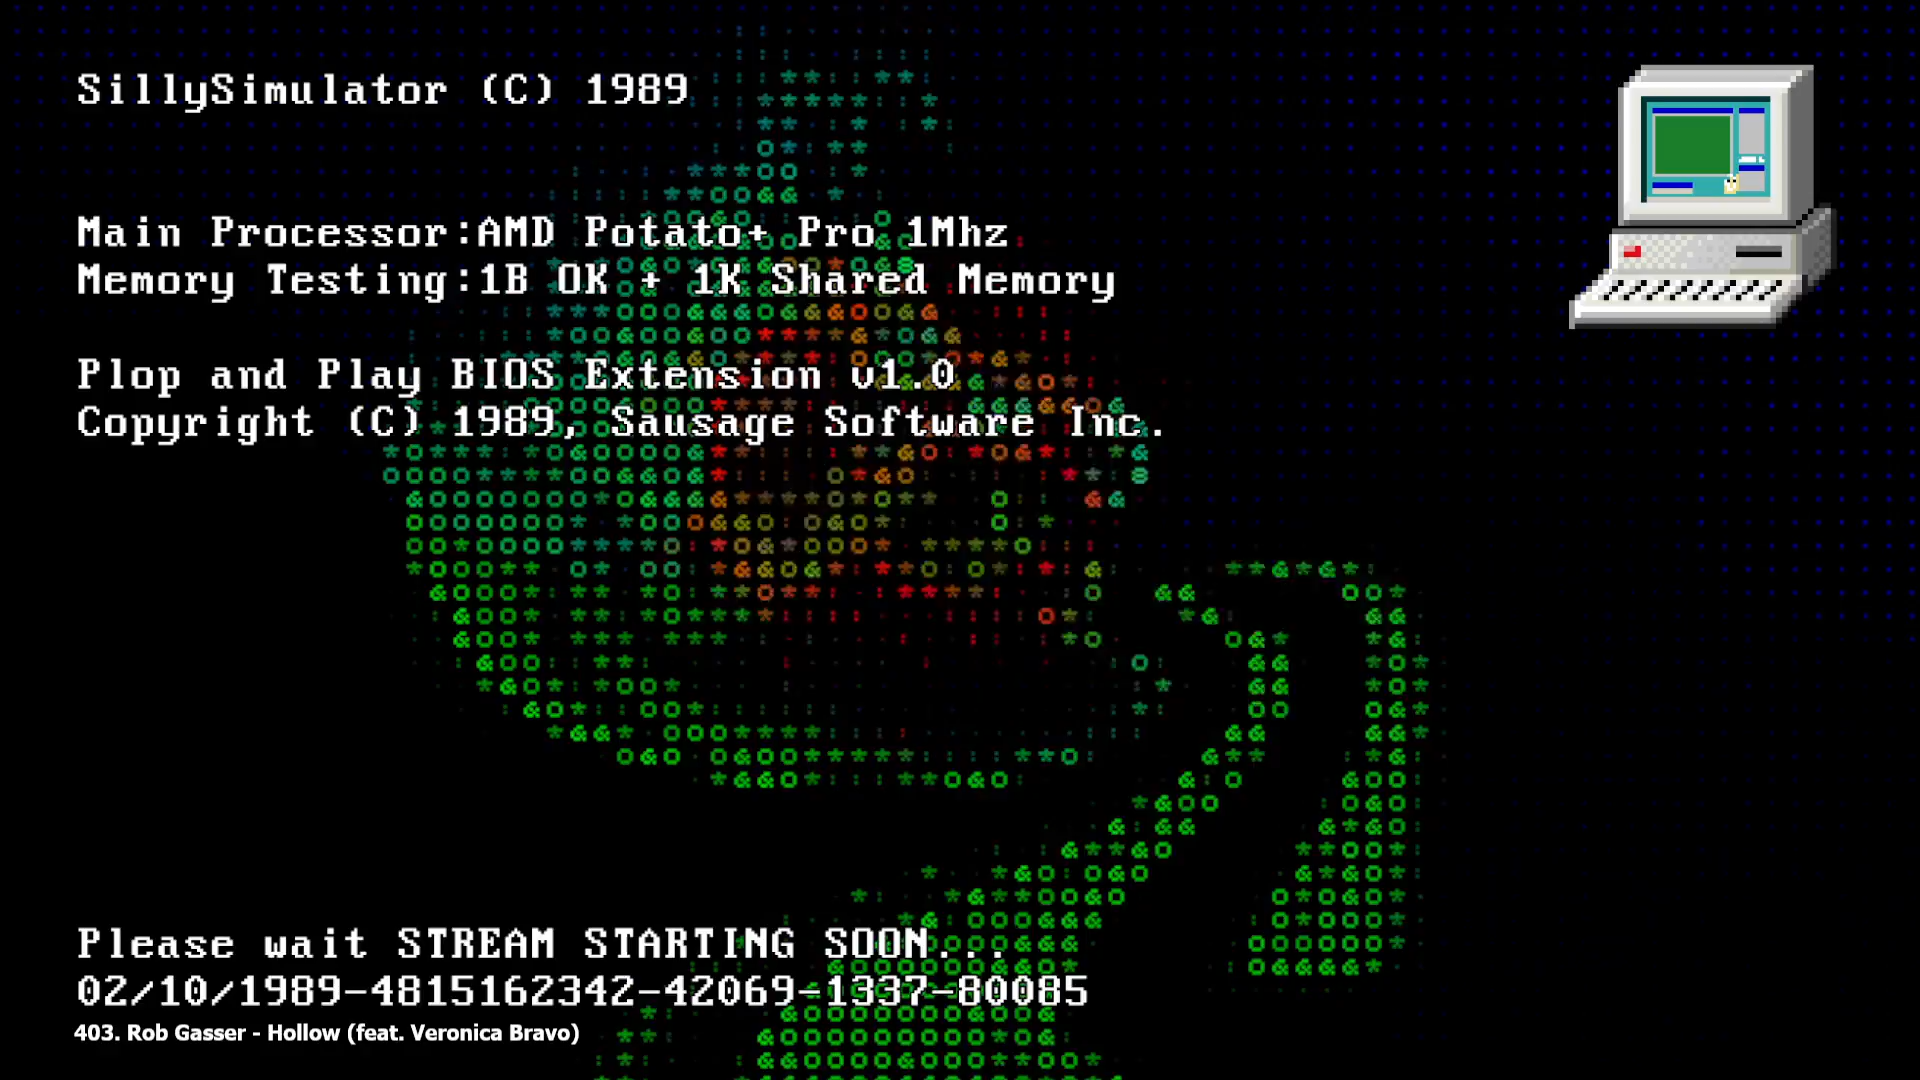 SillySimulator (C) 1989
Main Processor:AMD Potato+ Pro 1Mhz
Memory Testing:1B OK + 1K Shared Memory
Plop and Play BIOS Extension v1.0
Copyright (C) 1989, Sausage Software Inc.
Please wait STREAM STARTING SOON...
02/10/1989-4815162342-42069-1337-80085
403. Rob Gasser - Hollow (feat. Veronica Bravo)